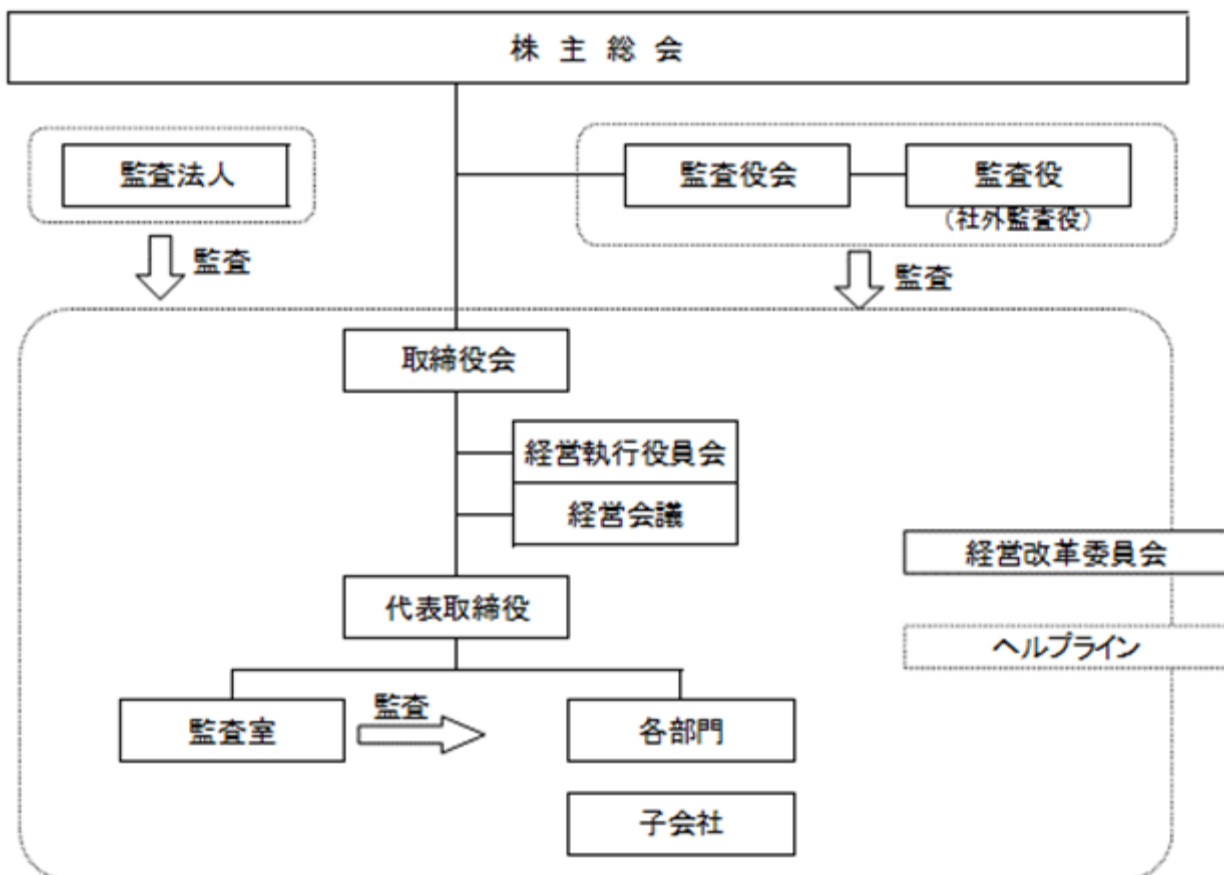 株主総会
監査法人
監査役会
監査役
（社外監査役）
監査
監査
取締役会
経営執行役員会
経営会議
経営改革委員会
代表取締役
ヘルプライン
監査室
監査
各部門
子会社